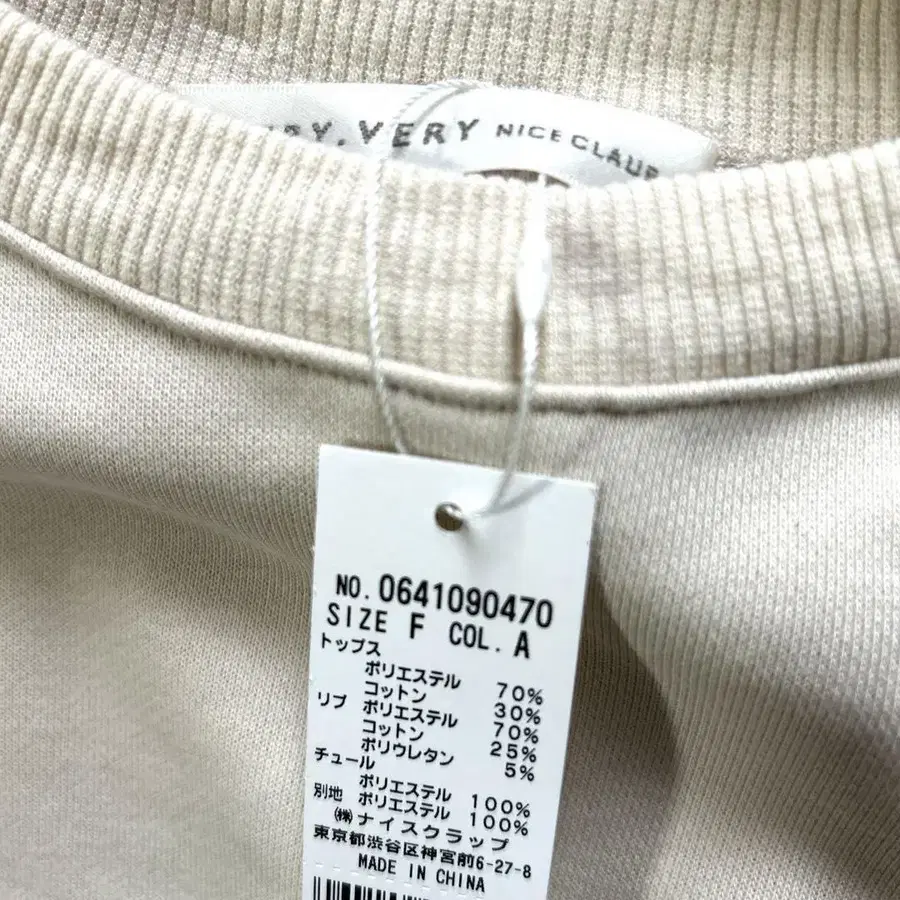 VERY NICE CLAUP
NO. 0641090470
SIZE F COL. A
トップス
ポリエステル 70%
コットン 30%
リブ ポリエステル 70%
コットン 25%
ポリウレタン 5%
チュール
ポリエステル 100%
別地 ポリエステル 100%
㈱ナイスクラップ
東京都渋谷区神宮前6-27-8
MADE IN CHINA